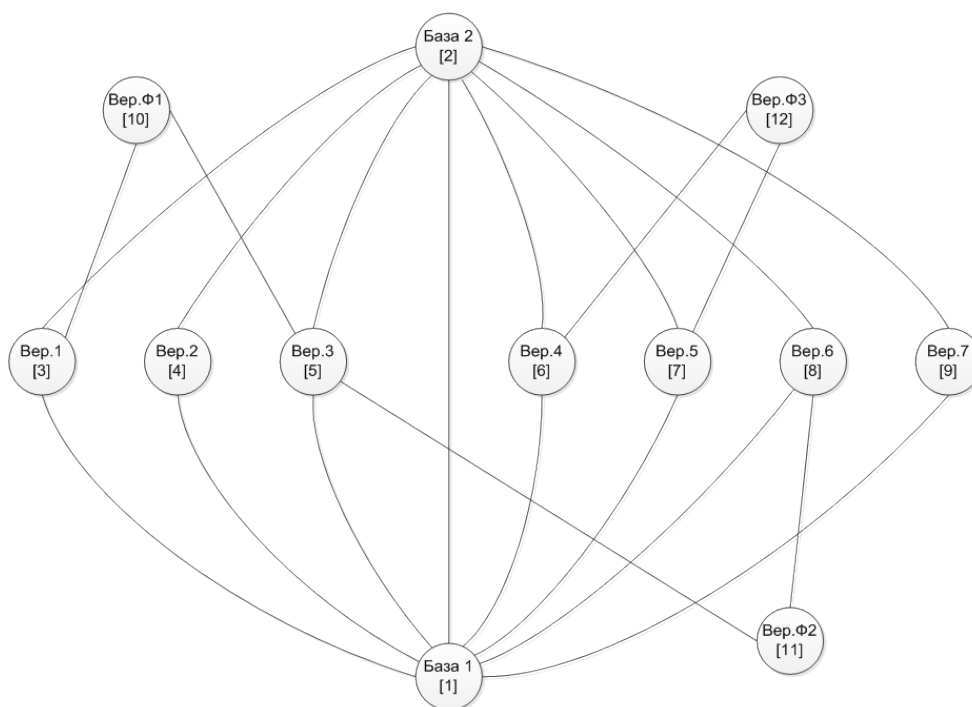 База 2
[2]
Вер.Ф1
[10]
Вер.Ф3
[12]
Вер.1
[3]
Вер.2
[4]
Вер.3
[5]
Вер.4
[6]
Вер.5
[7]
Вер.6
[8]
Вер.7
[9]
Вер.Ф2
[11]
База 1
[1]